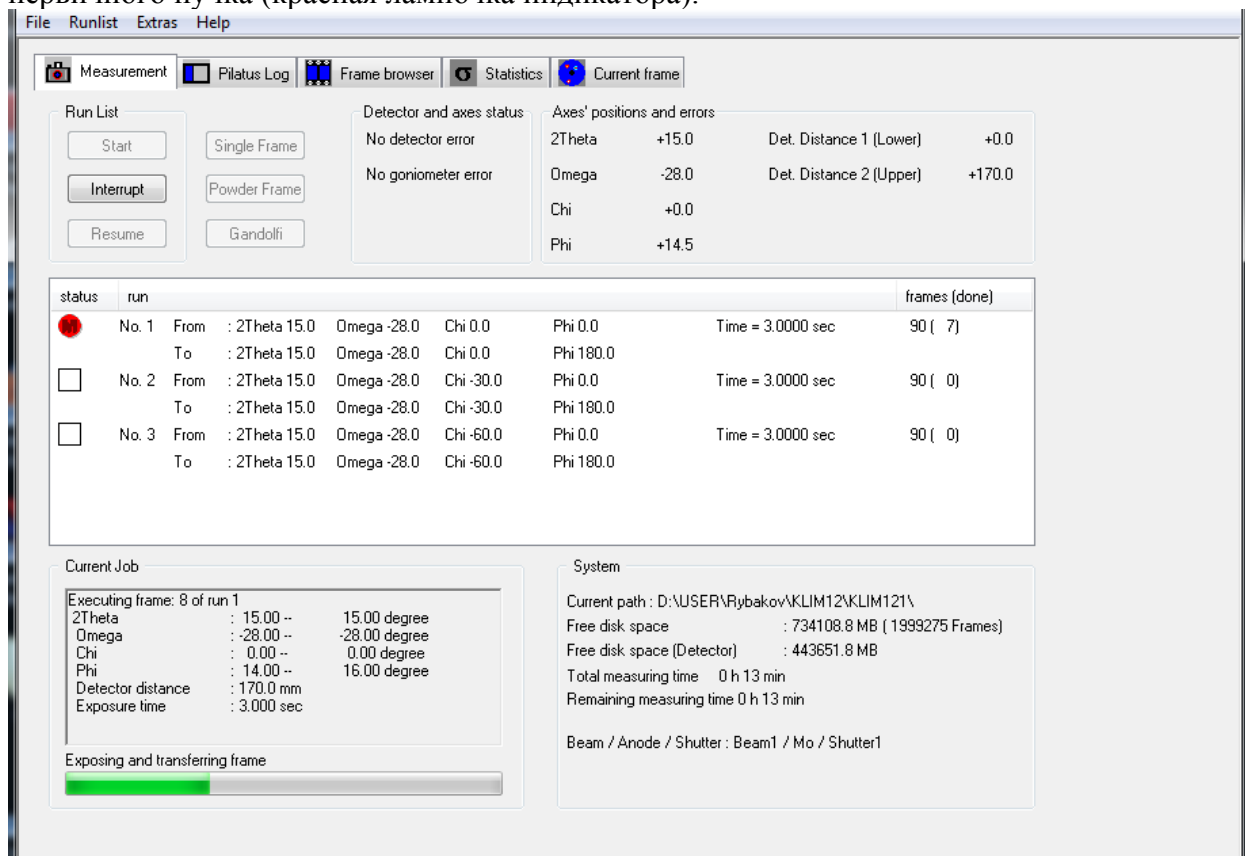 первичного пучка (красная лампочка индикатора).
File Runlist Extras Help
Measurement Pilatus Log Frame browser σ Statistics Current frame
Run List
Start Single Frame
Interrupt Powder Frame
Resume Gandolfi
Detector and axes status
No detector error
No goniometer error
Axes' positions and errors
2Theta +15.0 Det. Distance 1 (Lower) +0.0
Omega -28.0 Det. Distance 2 (Upper) +170.0
Chi +0.0
Phi +14.5
status run frames (done)
M No. 1 From : 2Theta 15.0 Omega -28.0 Chi 0.0 Phi 0.0 Time = 3.0000 sec 90 ( 7)
To : 2Theta 15.0 Omega -28.0 Chi 0.0 Phi 180.0
No. 2 From : 2Theta 15.0 Omega -28.0 Chi -30.0 Phi 0.0 Time = 3.0000 sec 90 ( 0)
To : 2Theta 15.0 Omega -28.0 Chi -30.0 Phi 180.0
No. 3 From : 2Theta 15.0 Omega -28.0 Chi -60.0 Phi 0.0 Time = 3.0000 sec 90 ( 0)
To : 2Theta 15.0 Omega -28.0 Chi -60.0 Phi 180.0
Current Job
Executing frame: 8 of run 1
2Theta : 15.00 -- 15.00 degree
Omega : -28.00 -- -28.00 degree
Chi : 0.00 -- 0.00 degree
Phi : 14.00 -- 16.00 degree
Detector distance : 170.0 mm
Exposure time : 3.000 sec
Exposing and transferring frame
System
Current path : D:\USER\Rybakov\KLIM12\KLIM121\
Free disk space : 734108.8 MB ( 1999275 Frames)
Free disk space (Detector) : 443651.8 MB
Total measuring time 0 h 13 min
Remaining measuring time 0 h 13 min
Beam / Anode / Shutter : Beam1 / Mo / Shutter1